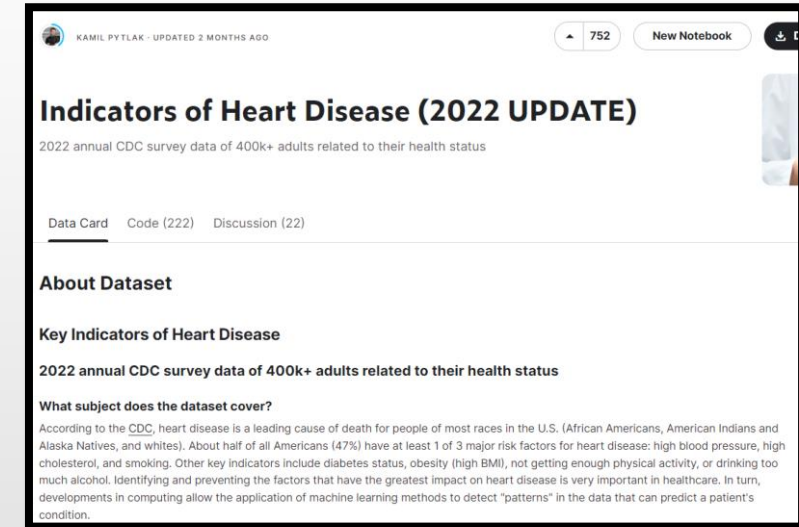 KAMIL PYTLAK · UPDATED 2 MONTHS AGO
752
New Notebook
Indicators of Heart Disease (2022 UPDATE)
2022 annual CDC survey data of 400k+ adults related to their health status
Data Card Code (222) Discussion (22)
About Dataset
Key Indicators of Heart Disease
2022 annual CDC survey data of 400k+ adults related to their health status
What subject does the dataset cover?
According to the CDC, heart disease is a leading cause of death for people of most races in the U.S. (African Americans, American Indians and
Alaska Natives, and whites). About half of all Americans (47%) have at least 1 of 3 major risk factors for heart disease: high blood pressure, high
cholesterol, and smoking. Other key indicators include diabetes status, obesity (high BMI), not getting enough physical activity, or drinking too
much alcohol. Identifying and preventing the factors that have the greatest impact on heart disease is very important in healthcare. In turn,
developments in computing allow the application of machine learning methods to detect "patterns" in the data that can predict a patient's
condition.